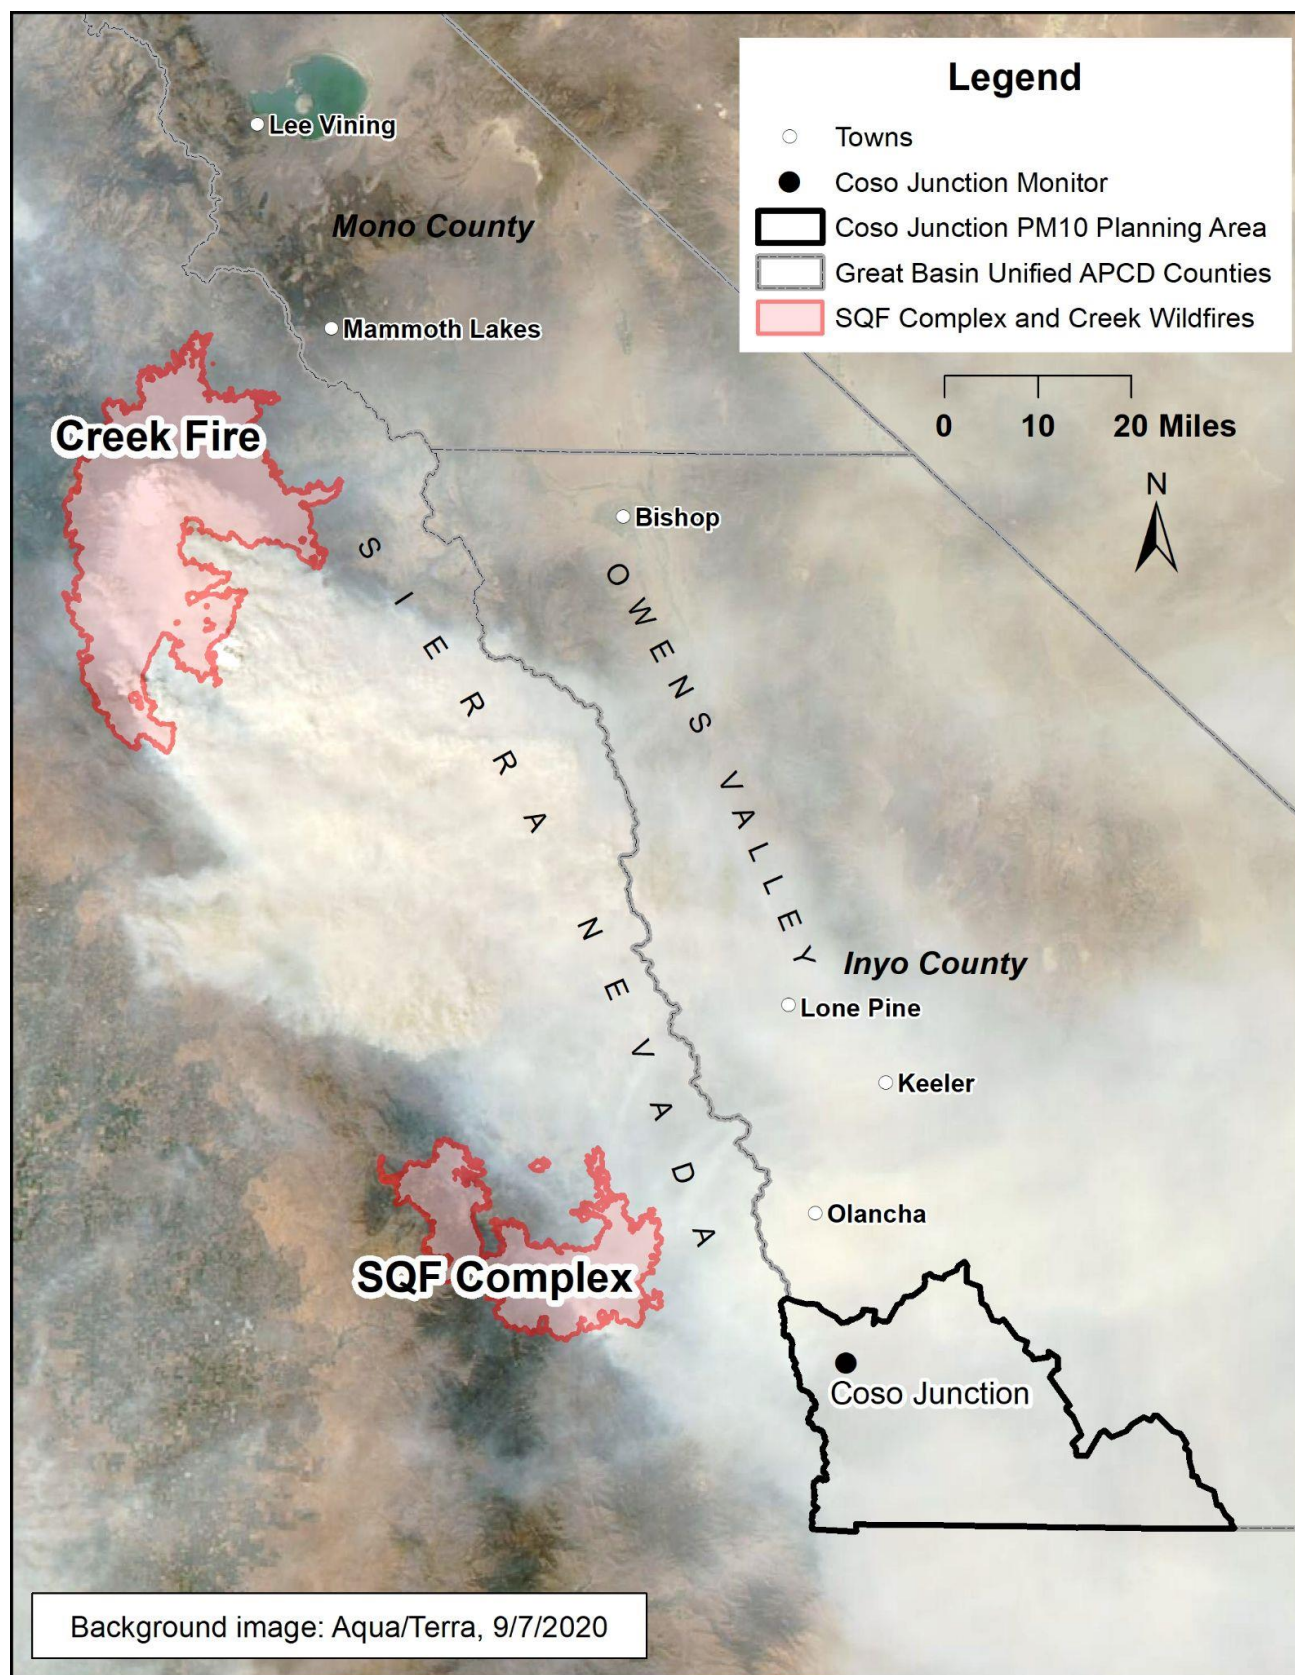 Legend
Towns
Coso Junction Monitor
Coso Junction PM10 Planning Area
Great Basin Unified APCD Counties
SQF Complex and Creek Wildfires
0 10 20 Miles
N
Lee Vining
Mono County
Mammoth Lakes
Creek Fire
Bishop
SIERRA NEVADA
OWENS VALLEY
Inyo County
Lone Pine
Keeler
Olancha
SQF Complex
Coso Junction
Background image: Aqua/Terra, 9/7/2020